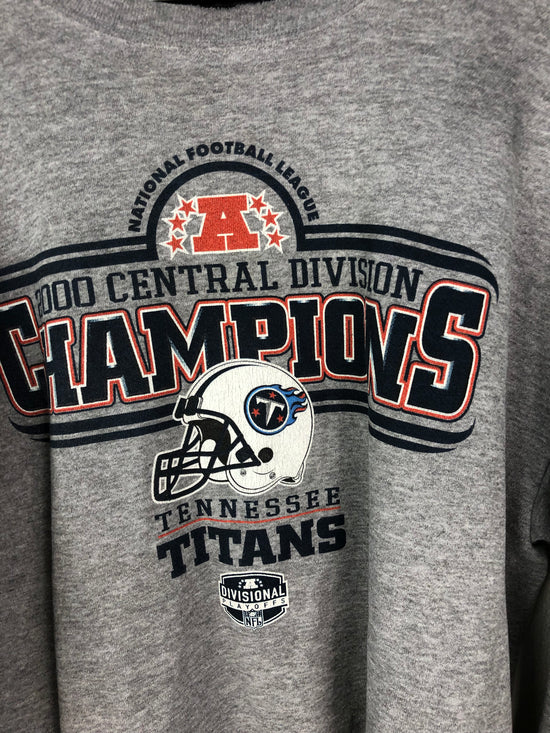 NATIONAL FOOTBALL LEAGUE
A
2000 CENTRAL DIVISION
CHAMPIONS
T
TENNESSEE
TITANS
A
DIVISIONAL
PLAYOFFS
NFL